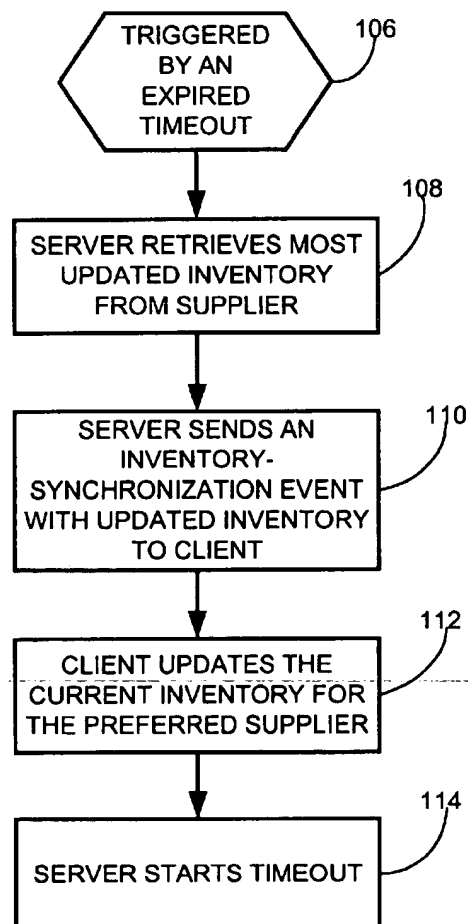 TRIGGERED
BY AN
EXPIRED
TIMEOUT
106
SERVER RETRIEVES MOST
UPDATED INVENTORY
FROM SUPPLIER
108
SERVER SENDS AN
INVENTORY-
SYNCHRONIZATION EVENT
WITH UPDATED INVENTORY
TO CLIENT
110
CLIENT UPDATES THE
CURRENT INVENTORY FOR
THE PREFERRED SUPPLIER
112
SERVER STARTS TIMEOUT
114